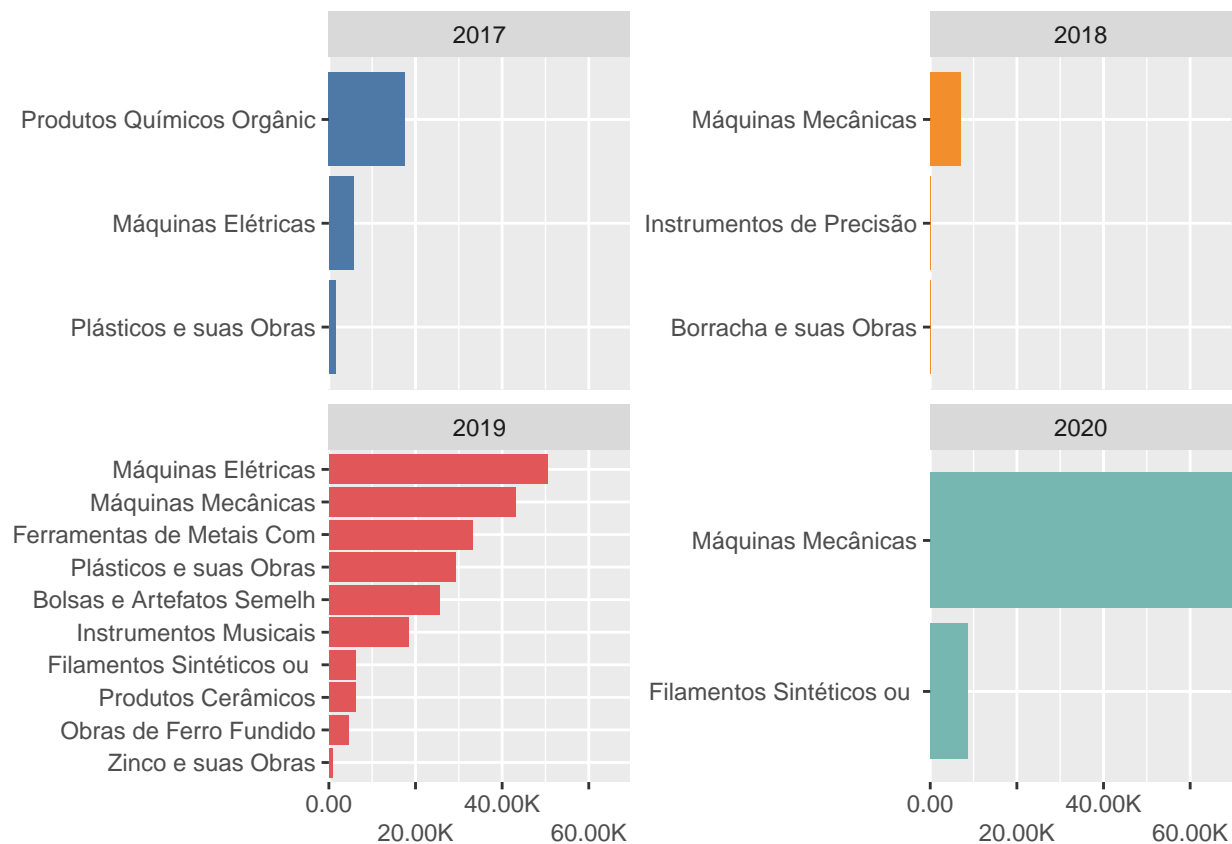 2017
Produtos Químicos Orgânic
Máquinas Elétricas
Plásticos e suas Obras
2018
Máquinas Mecânicas
Instrumentos de Precisão
Borracha e suas Obras
2019
Máquinas Elétricas
Máquinas Mecânicas
Ferramentas de Metais Com
Plásticos e suas Obras
Bolsas e Artefatos Semelh
Instrumentos Musicais
Filamentos Sintéticos ou
Produtos Cerâmicos
Obras de Ferro Fundido
Zinco e suas Obras
0.00 40.00K
20.00K 60.00K
2020
Máquinas Mecânicas
Filamentos Sintéticos ou
0.00 40.00K
20.00K 60.00K